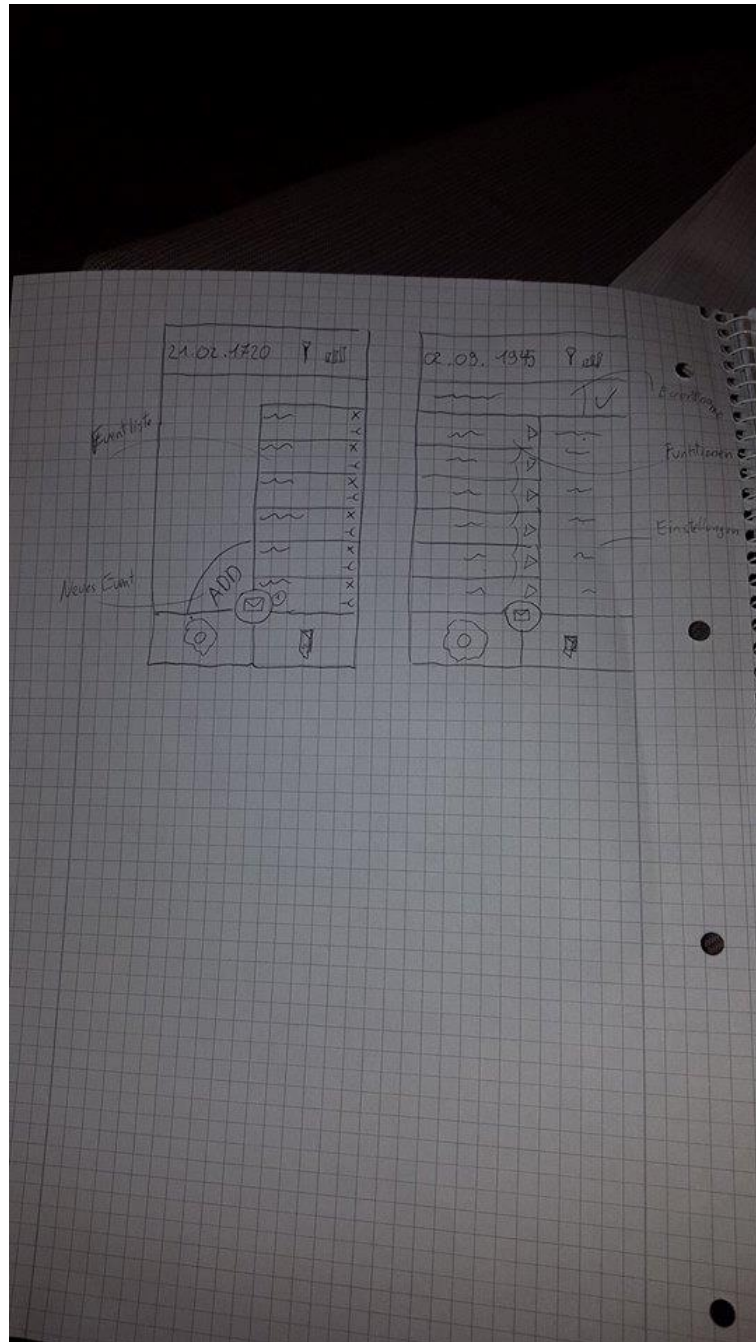 21.02.1720
Eventliste
X
Y
X
Y
X
Y
X
Y
X
Y
X
Y
ADD
Neues Event
02.09.1945
Funktionen
Einstellungen